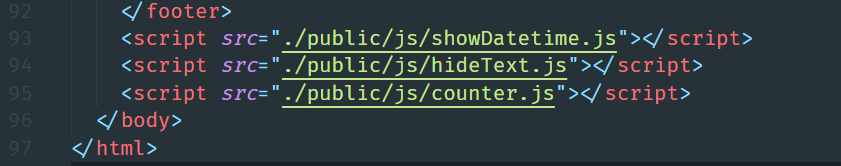 92 </footer>
93 <script src="./public/js/showDatetime.js"></script>
94 <script src="./public/js/hideText.js"></script>
95 <script src="./public/js/counter.js"></script>
96 </body>
97 </html>